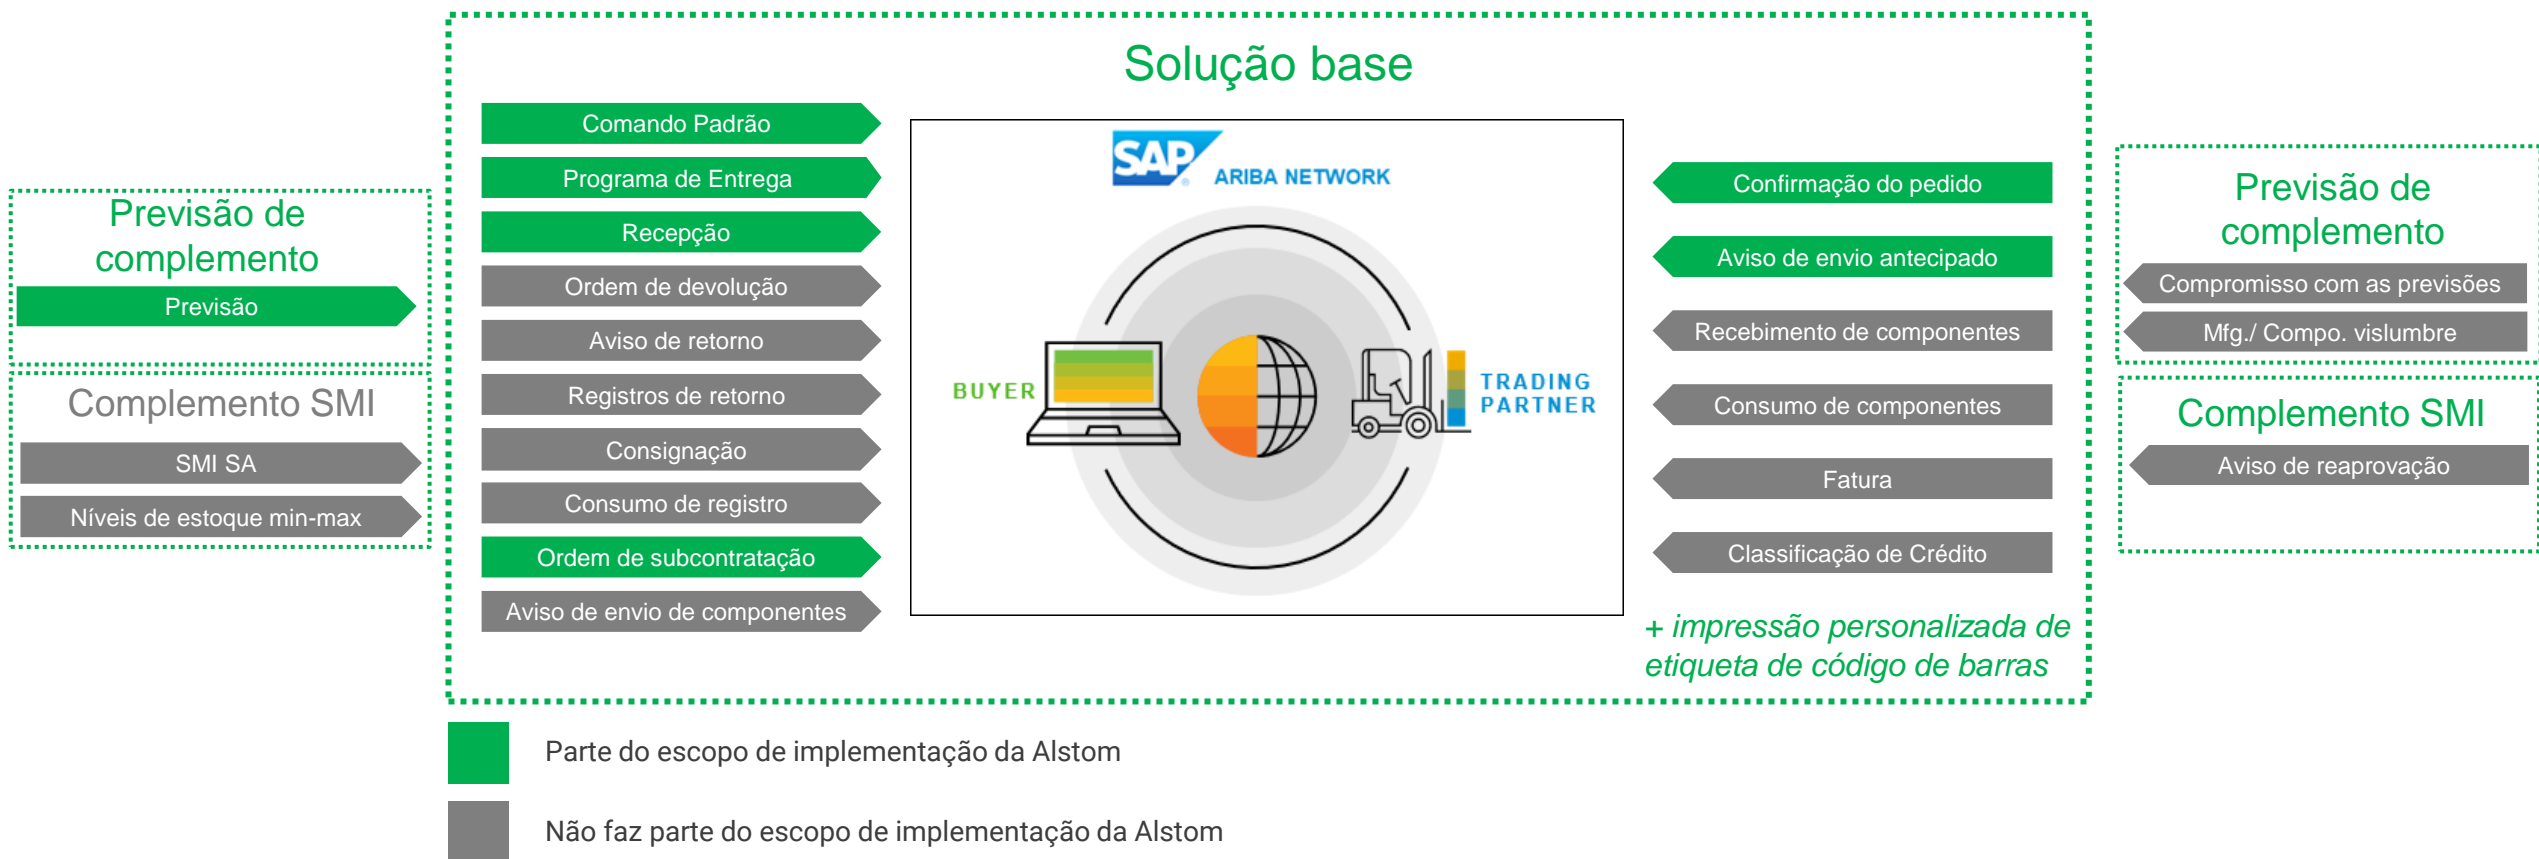 Solução base
Previsão de
complemento
Previsão
Complemento SMI
SMI SA
Níveis de estoque min-max
Comando Padrão
Programa de Entrega
Recepção
Ordem de devolução
Aviso de retorno
Registros de retorno
Consignação
Consumo de registro
Ordem de subcontratação
Aviso de envio de componentes
SAP
ARIBA NETWORK
BUYER
TRADING
PARTNER
Confirmação do pedido
Aviso de envio antecipado
Recebimento de componentes
Consumo de componentes
Fatura
Classificação de Crédito
+ impressão personalizada de
etiqueta de código de barras
Previsão de
complemento
Compromisso com as previsões
Mfg./ Compo. vislumbre
Complemento SMI
Aviso de reaprovação
Parte do escopo de implementação da Alstom
Não faz parte do escopo de implementação da Alstom